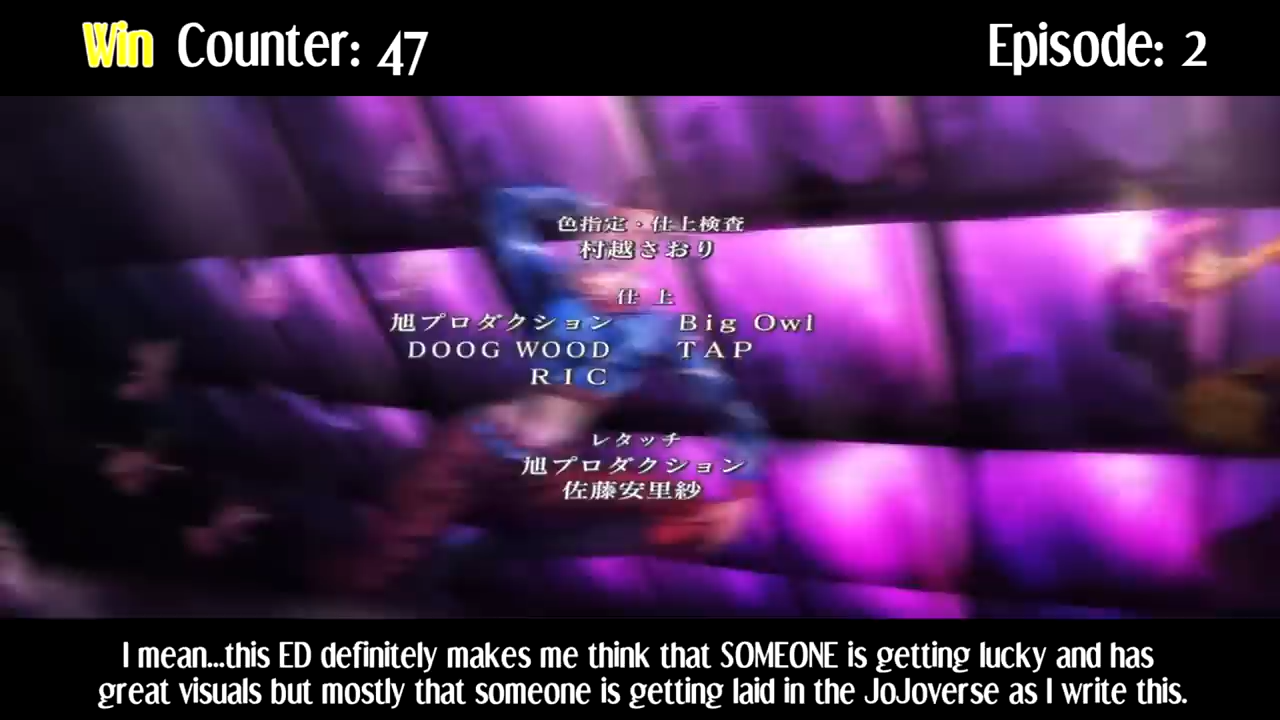 Win Counter: 47
Episode: 2
色指定・仕上検査
村越さおり
仕 上
旭プロダクション Big Owl
DOOG WOOD TAP
RIC
レタッチ
旭プロダクション
佐藤安里紗
I mean...this ED definitely makes me think that SOMEONE is getting lucky and has
great visuals but mostly that someone is getting laid in the JoJoverse as I write this.